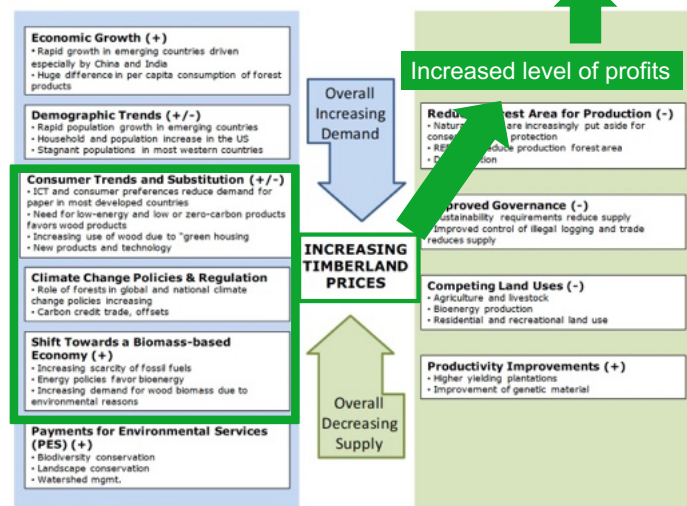 Economic Growth (+)
• Rapid growth in emerging countries driven
especially by China and India
• Huge difference in per capita consumption of forest
products
Demographic Trends (+/-)
• Rapid population growth in emerging countries
• Household and population increase in the US
• Stagnant populations in most western countries
Consumer Trends and Substitution (+/-)
• ICT and consumer preferences reduce demand for
paper in most developed countries
• Need for low-energy and low or zero-carbon products
favors wood products
• Increasing use of wood due to "green housing
• New products and technology
Climate Change Policies & Regulation
• Role of forests in global and national climate
change policies increasing
• Carbon credit trade, offsets
Shift Towards a Biomass-based
Economy (+)
• Increasing scarcity of fossil fuels
• Energy policies favor bioenergy
• Increasing demand for wood biomass due to
environmental reasons
Payments for Environmental Services
(PES) (+)
• Biodiversity conservation
• Landscape conservation
• Watershed mgmt.
Overall
Increasing
Demand
INCREASING
TIMBERLAND
PRICES
Overall
Decreasing
Supply
Increased level of profits
Area for Production (-)
• are increasingly put aside for
protection
• reduce production forest area
•
Governance (-)
sustainability requirements reduce supply
• Improved control of illegal logging and trade
reduces supply
Competing Land Uses (-)
• Agriculture and livestock
• Bioenergy production
• Residential and recreational land use
Productivity Improvements (+)
• Higher yielding plantations
• Improvement of genetic material